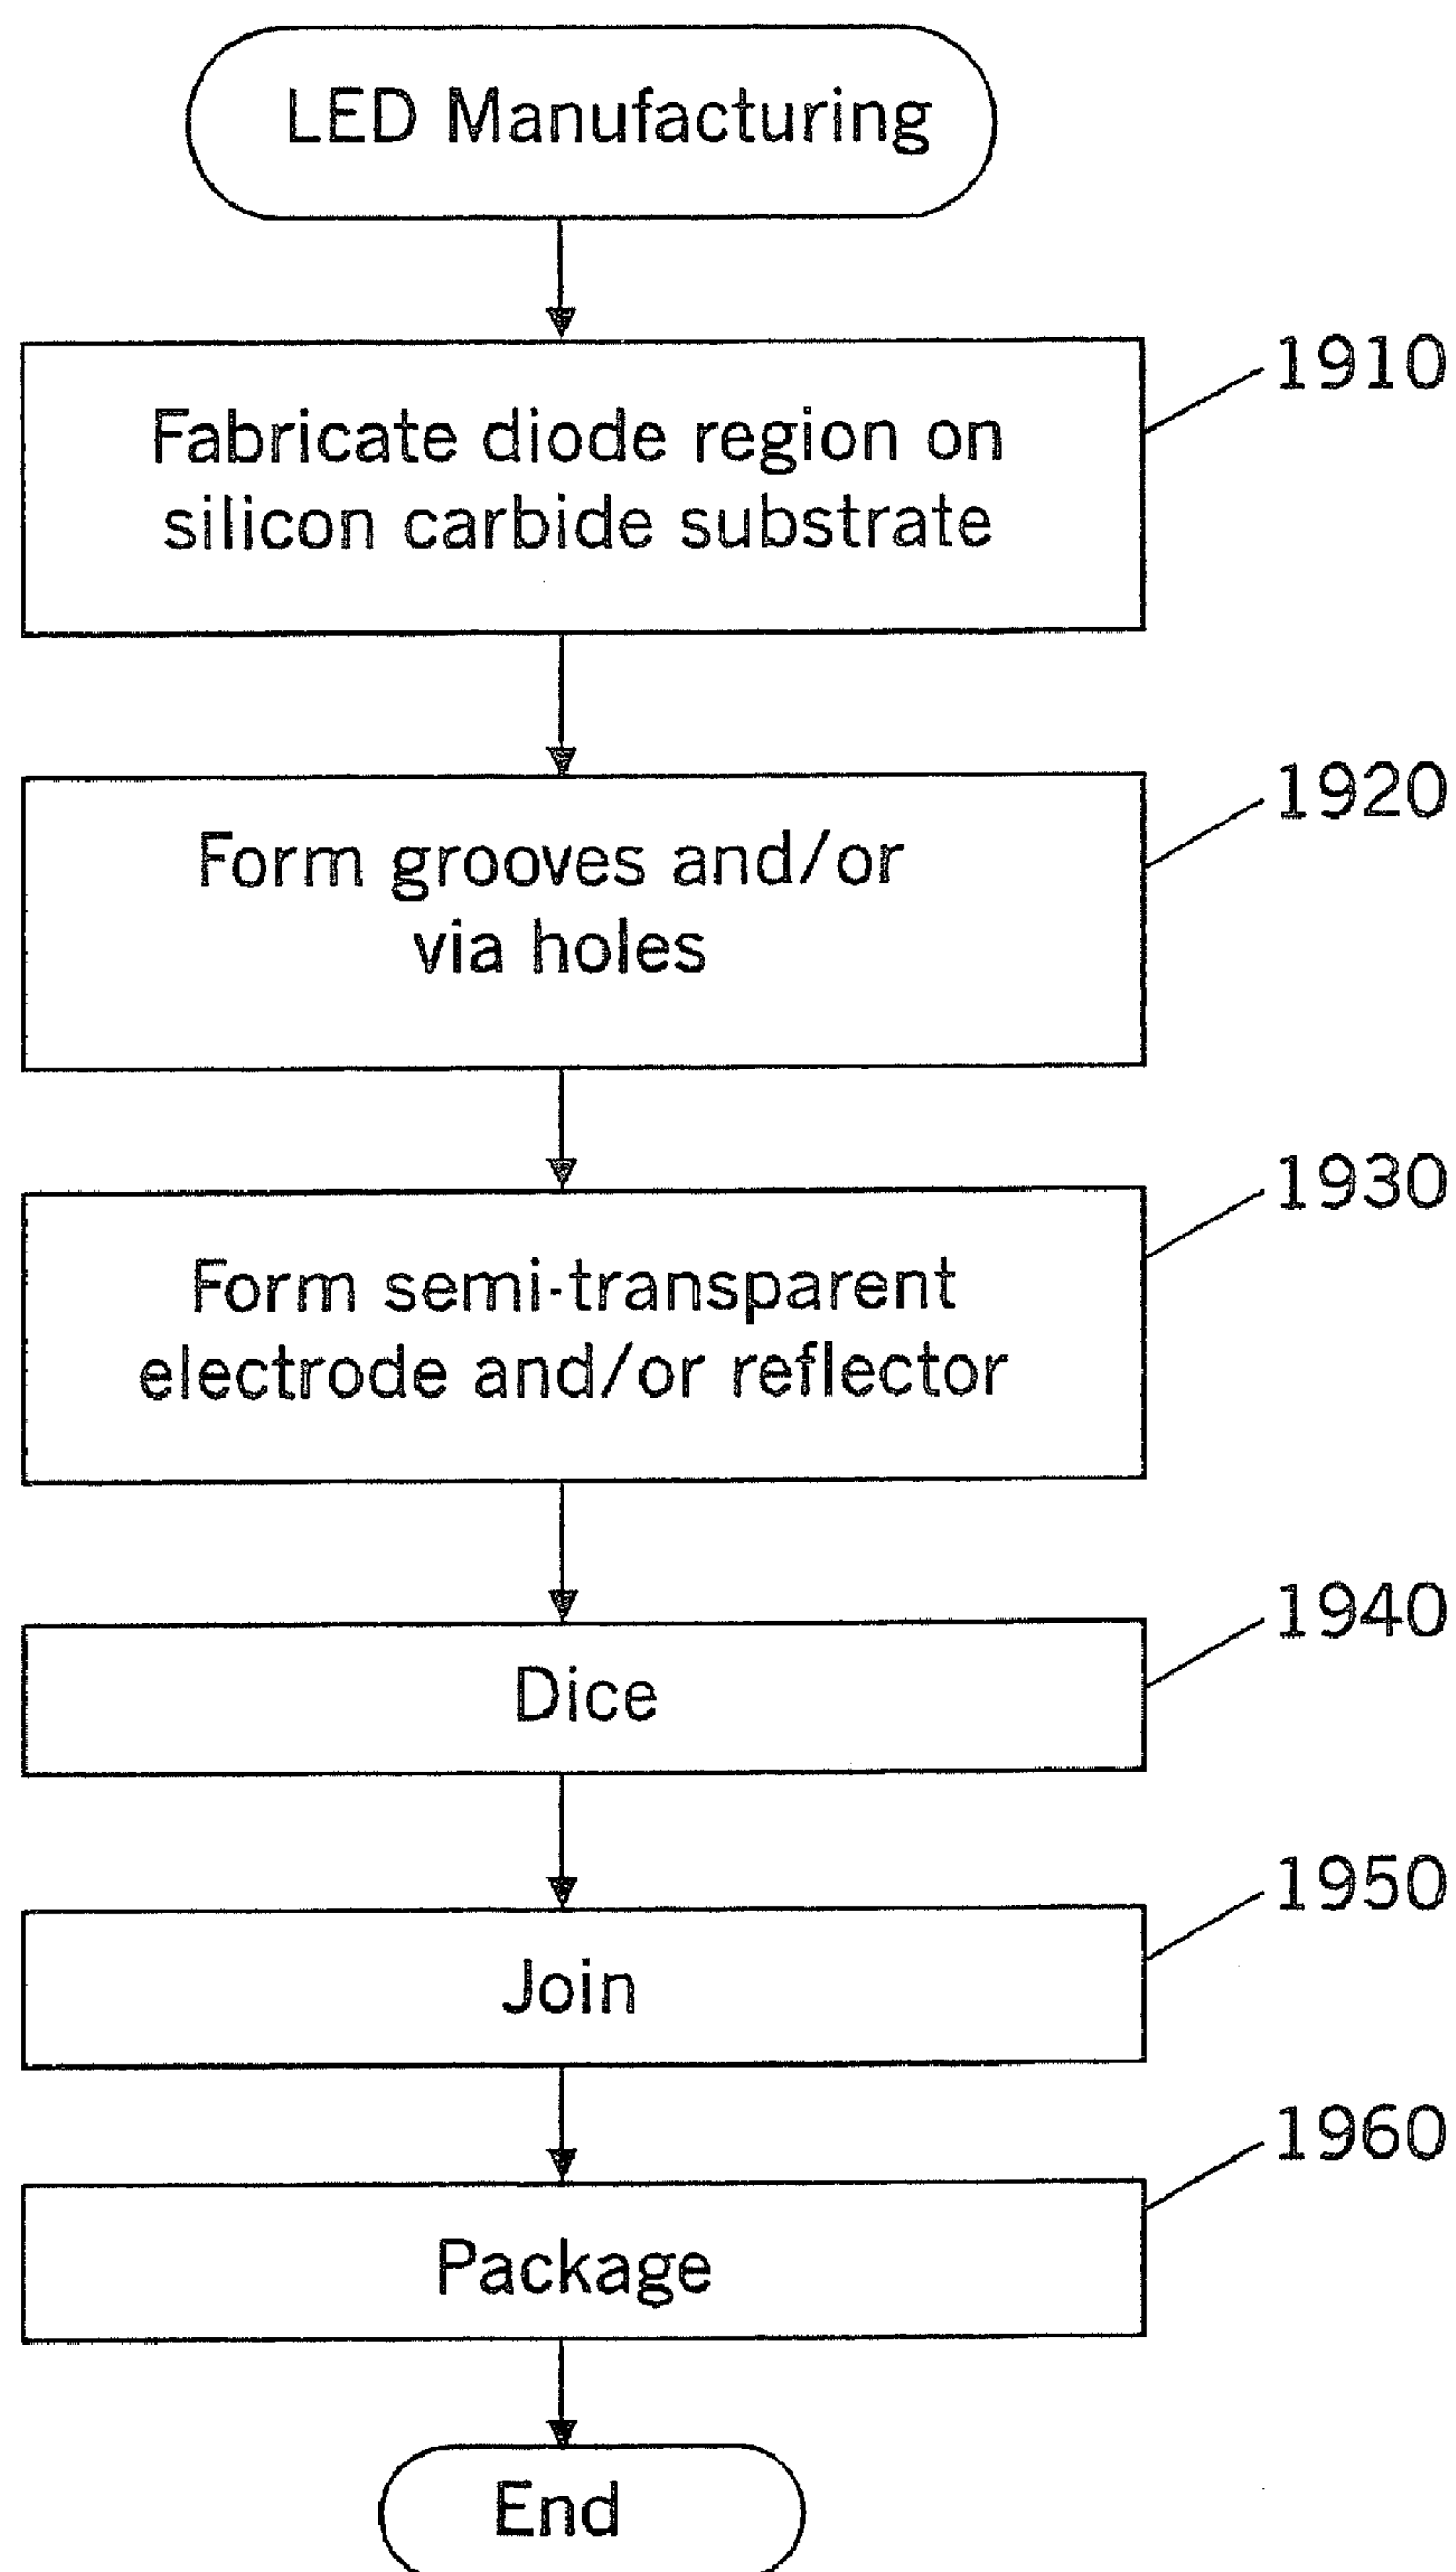 LED Manufacturing
1910
Fabricate diode region on
silicon carbide substrate
1920
Form grooves and/or
via holes
1930
Form semi-transparent
electrode and/or reflector
1940
Dice
1950
Join
1960
Package
End